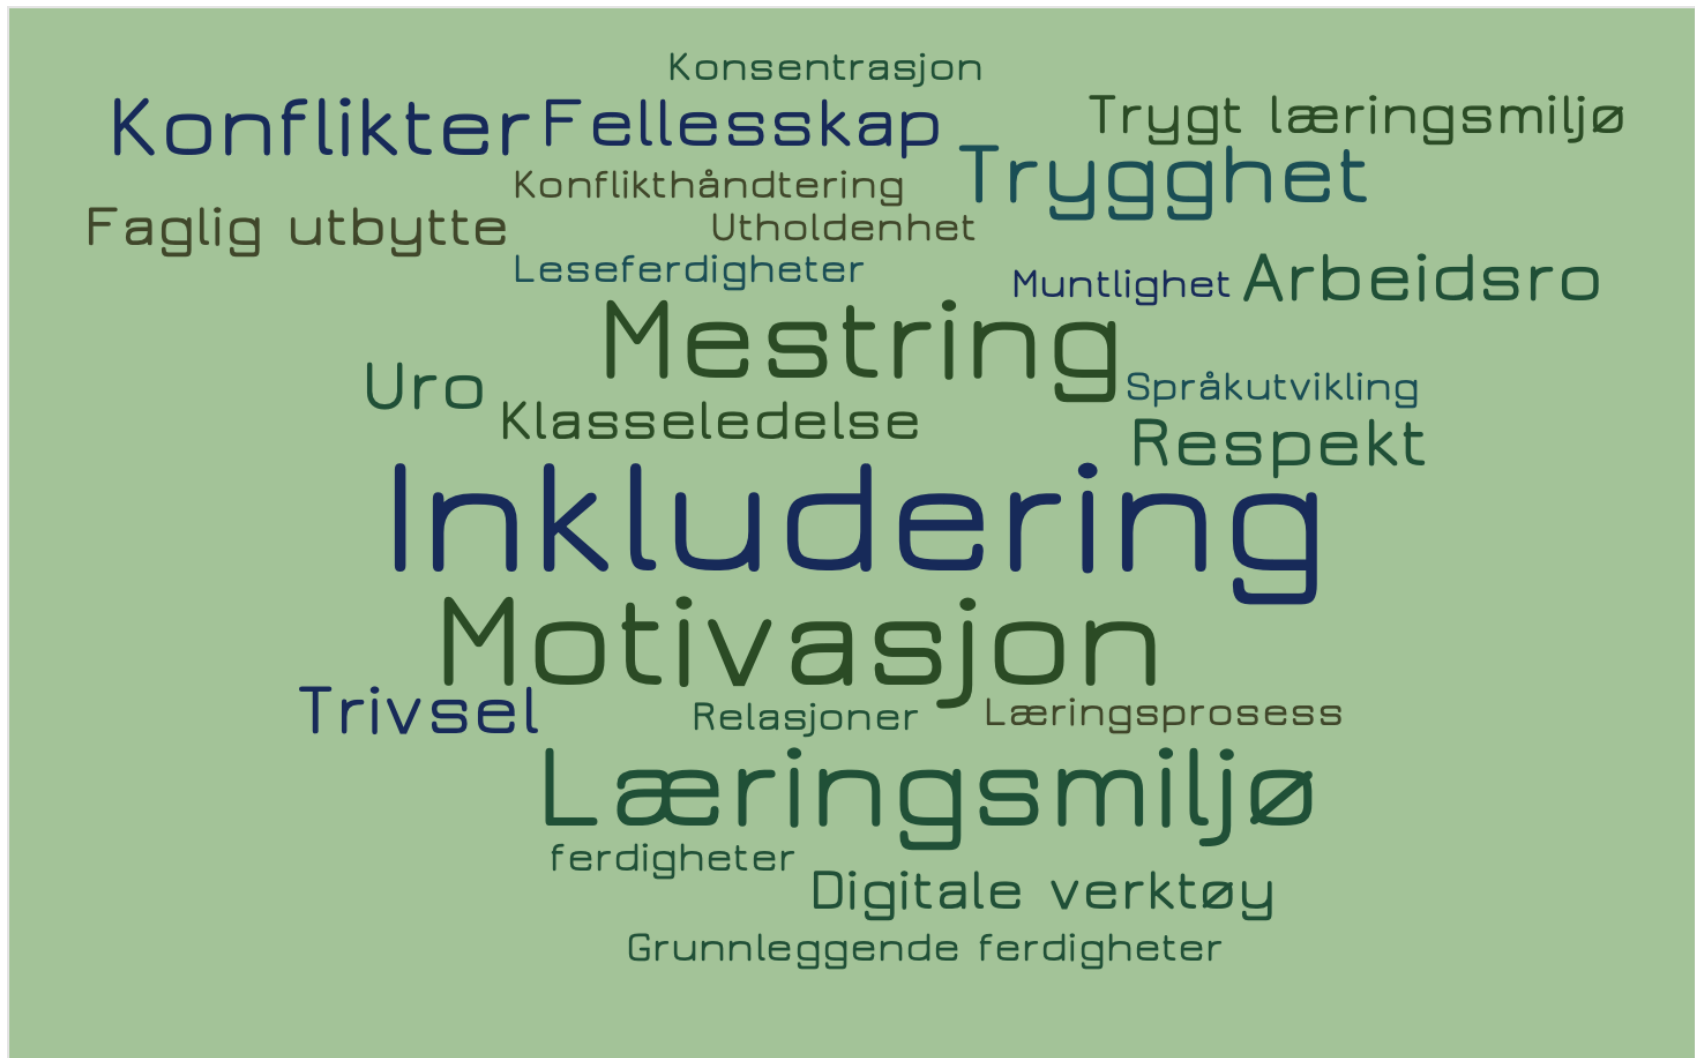 Konsentrasjon
Konflikter
Fellesskap
Trygt læringsmiljø
Trygghet
Konflikthåndtering
Faglig utbytte
Utholdenhet
Leseferdigheter
Muntlighet
Arbeidsro
Mestring
Uro
Språkutvikling
Klasseledelse
Respekt
Inkludering
Motivasjon
Trivsel
Relasjoner
Læringsprosess
Læringsmiljø
ferdigheter
Digitale verktøy
Grunnleggende ferdigheter